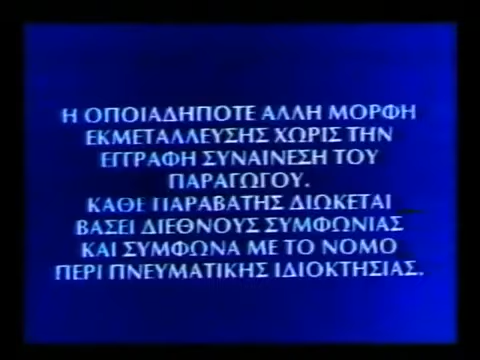 Η ΟΠΟΙΑΔΗΠΟΤΕ ΑΛΛΗ ΜΟΡΦΗ
ΕΚΜΕΤΑΛΛΕΥΣΗΣ ΧΩΡΙΣ ΤΗΝ
ΕΓΓΡΑΦΗ ΣΥΝΑΙΝΕΣΗ ΤΟΥ
ΠΑΡΑΓΩΓΟΥ.
ΚΑΘΕ ΠΑΡΑΒΑΤΗΣ ΔΙΩΚΕΤΑΙ
ΒΑΣΕΙ ΔΙΕΘΝΟΥΣ ΣΥΜΦΩΝΙΑΣ
ΚΑΙ ΣΥΜΦΩΝΑ ΜΕ ΤΟ ΝΟΜΟ
ΠΕΡΙ ΠΝΕΥΜΑΤΙΚΗΣ ΙΔΙΟΚΤΗΣΙΑΣ.